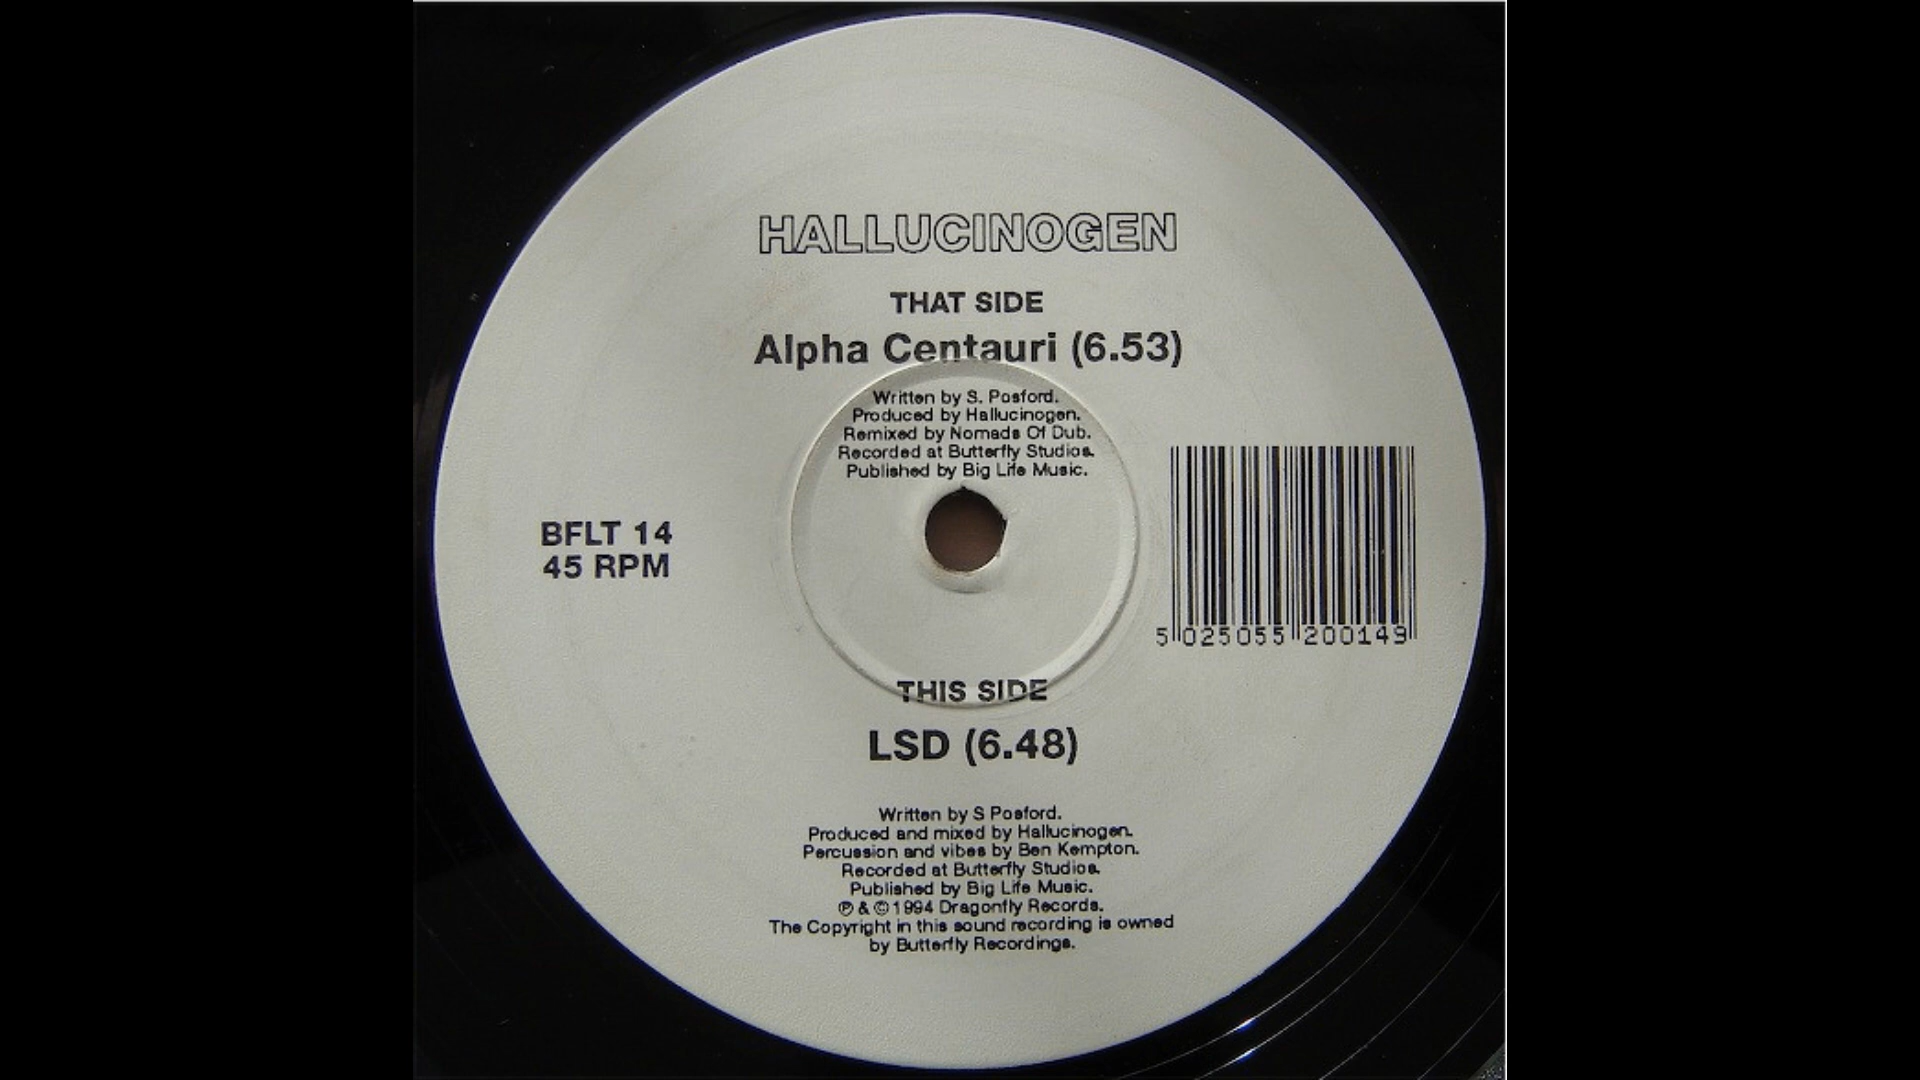 HALLUCINOGEN
THAT SIDE
Alpha Centauri (6.53)
Written by S. Posford.
Produced by Hallucinogen.
Remixed by Nomads Of Dub.
Recorded at Butterfly Studios.
Published by Big Life Music.
BFLT 14
45 RPM
5 025055 200149
THIS SIDE
LSD (6.48)
Written by S Posford.
Produced and mixed by Hallucinogen.
Percussion and vibes by Ben Kempton.
Recorded at Butterfly Studios.
Published by Big Life Music.
℗ & © 1994 Dragonfly Records.
The Copyright in this sound recording is owned
by Butterfly Recordings.